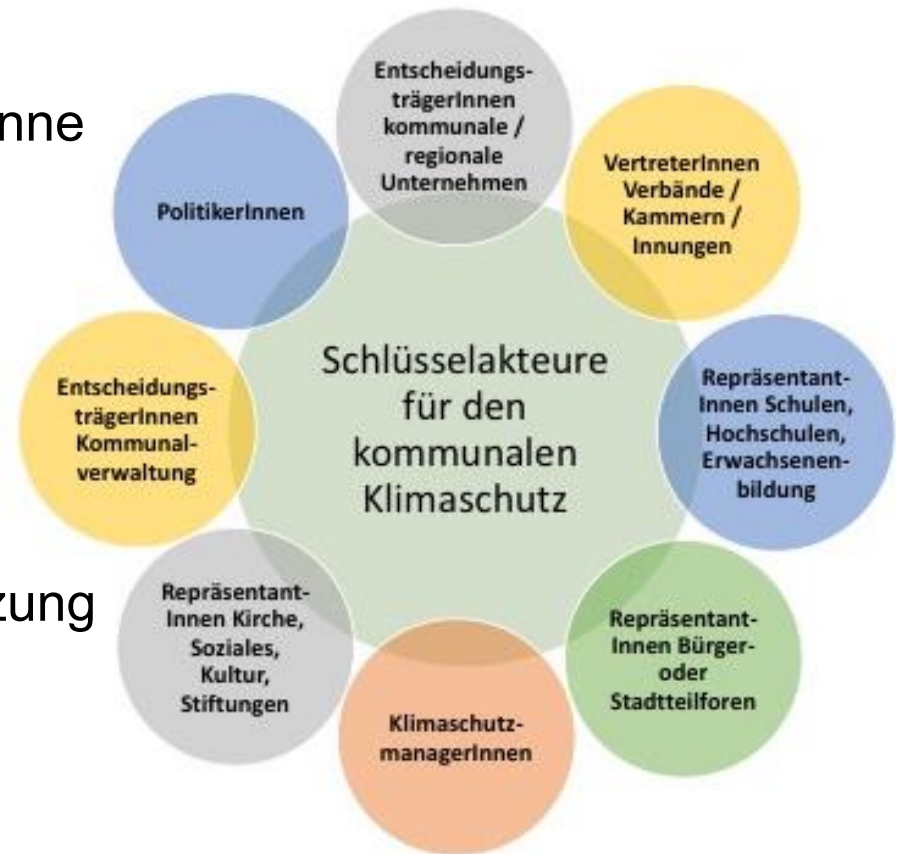 nne
zung
Entscheidungs-
trägerInnen
kommunale /
regionale
Unternehmen
VertreterInnen
Verbände /
Kammern /
Innungen
Repräsentant-
Innen Schulen,
Hochschulen,
Erwachsenen-
bildung
Repräsentant-
Innen Bürger-
oder
Stadtteilforen
Klimaschutz-
managerInnen
Repräsentant-
Innen Kirche,
Soziales,
Kultur,
Stiftungen
Entscheidungs-
trägerInnen
Kommunal-
verwaltung
PolitikerInnen
Schlüsselakteure
für den
kommunalen
Klimaschutz